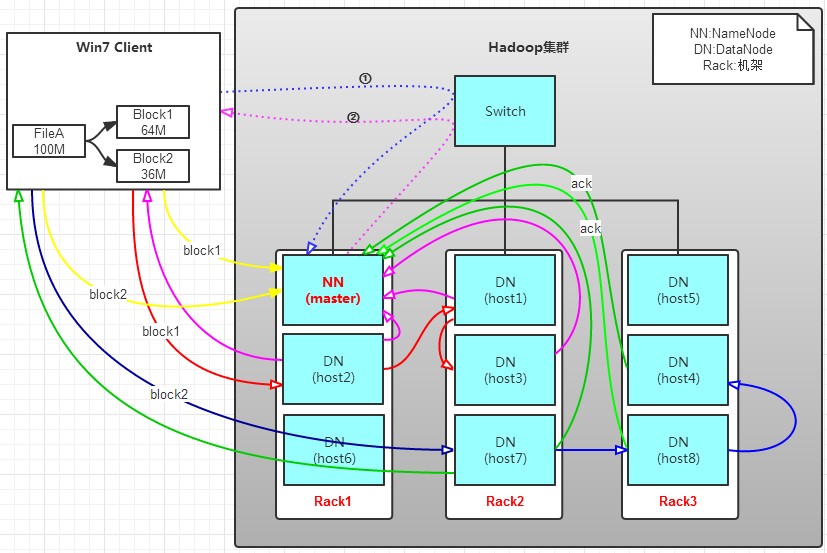 Win7 Client
FileA
100M
Block1
64M
Block2
36M
Hadoop集群
NN:NameNode
DN:DataNode
Rack:机架
①
②
Switch
ack
ack
block1
block2
block1
block2
NN
(master)
DN
(host2)
DN
(host6)
Rack1
DN
(host1)
DN
(host3)
DN
(host7)
Rack2
DN
(host5)
DN
(host4)
DN
(host8)
Rack3